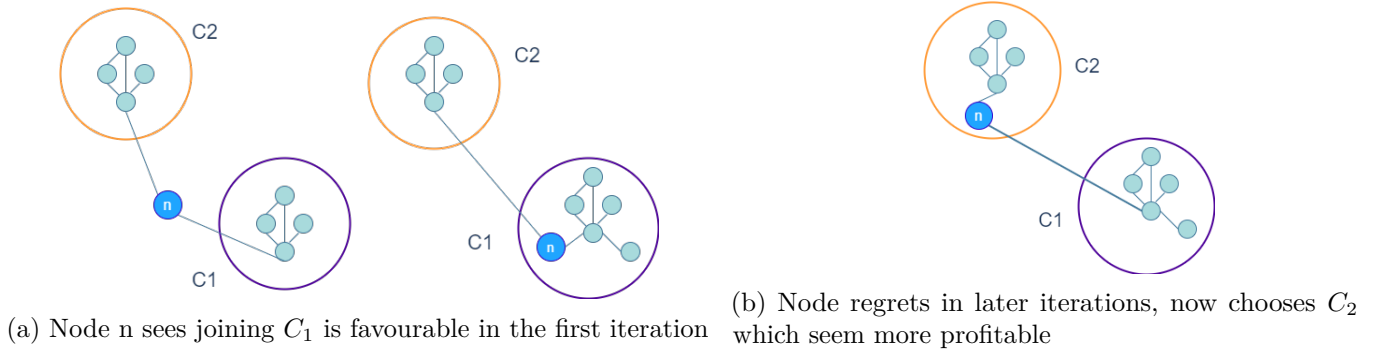 C2
n
C1
C2
n
C1
(a) Node n sees joining C₁ is favourable in the first iteration
C2
n
C1
(b) Node regrets in later iterations, now chooses C₂
which seem more profitable